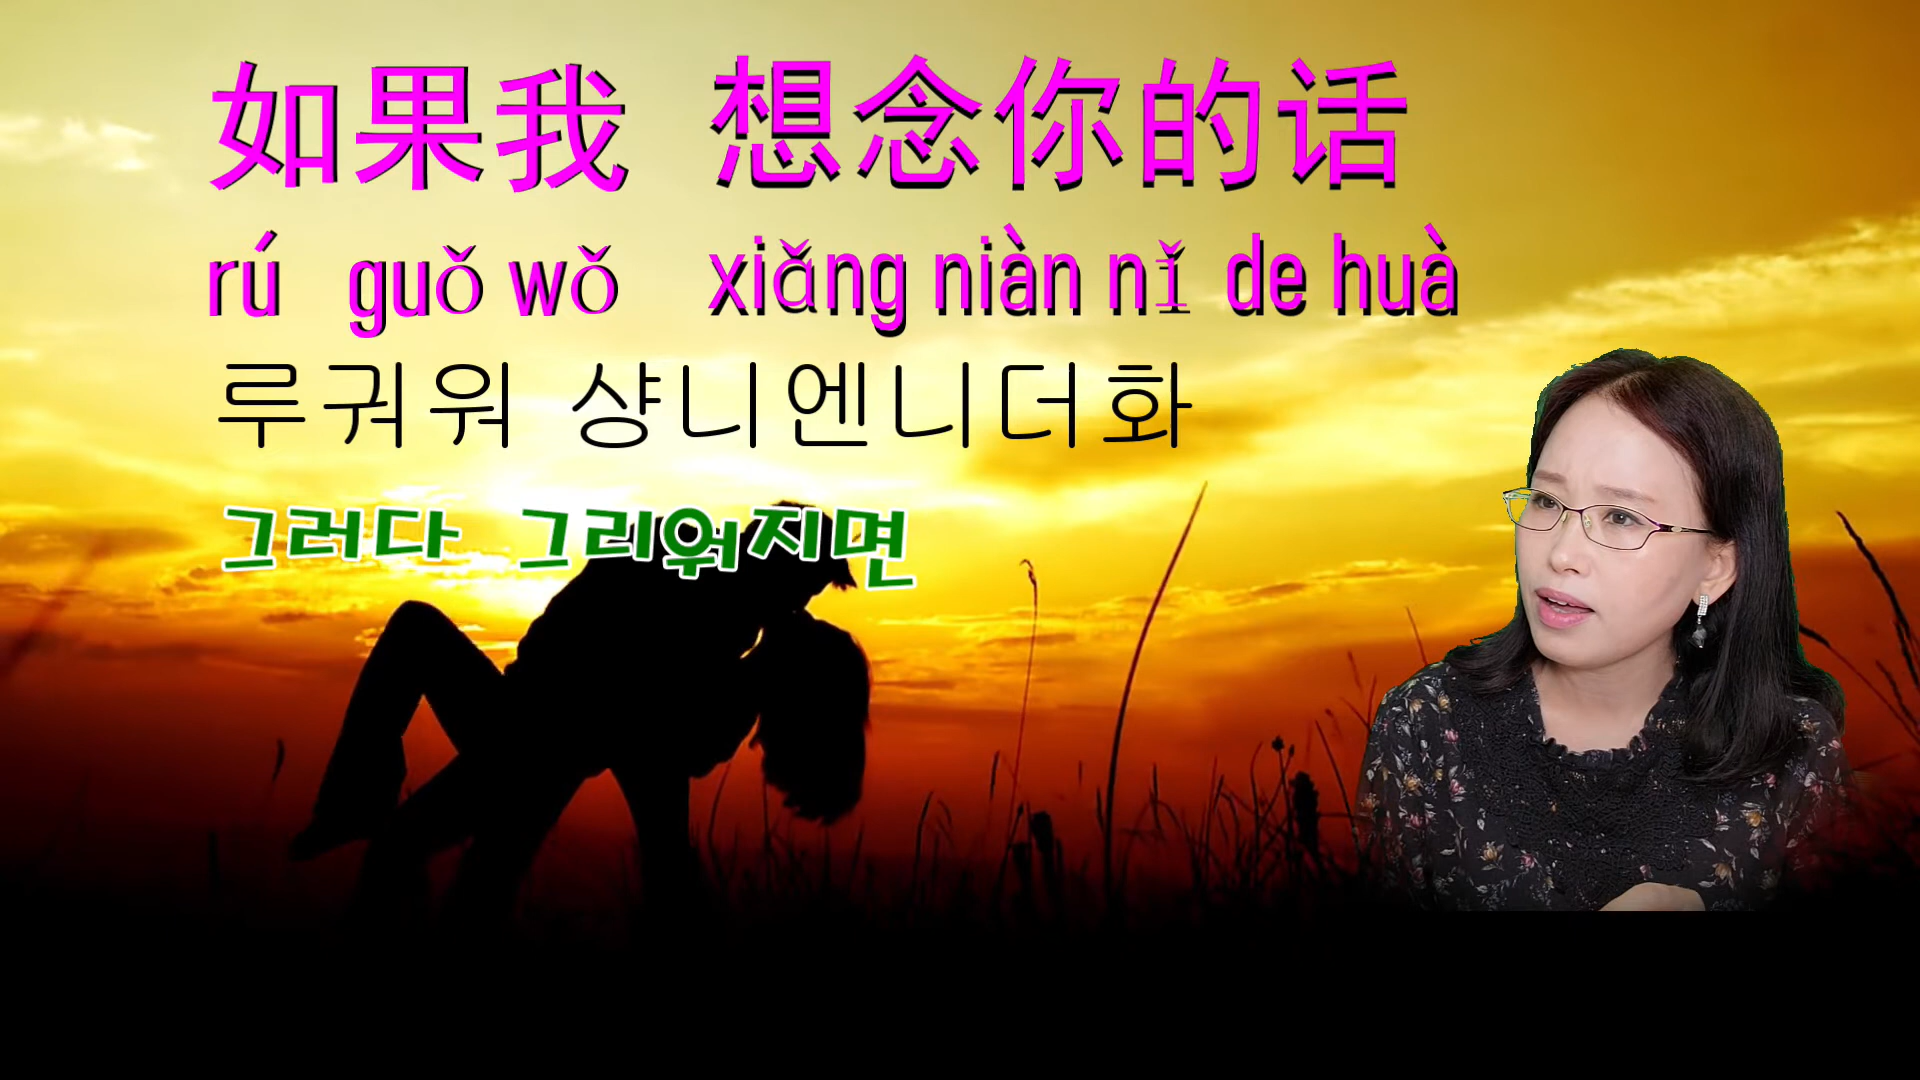 如果我 想念你的话
rú guǒ wǒ xiǎng niàn nǐ de huà
루궈워 샹니엔니더화
그러다 그리워지면